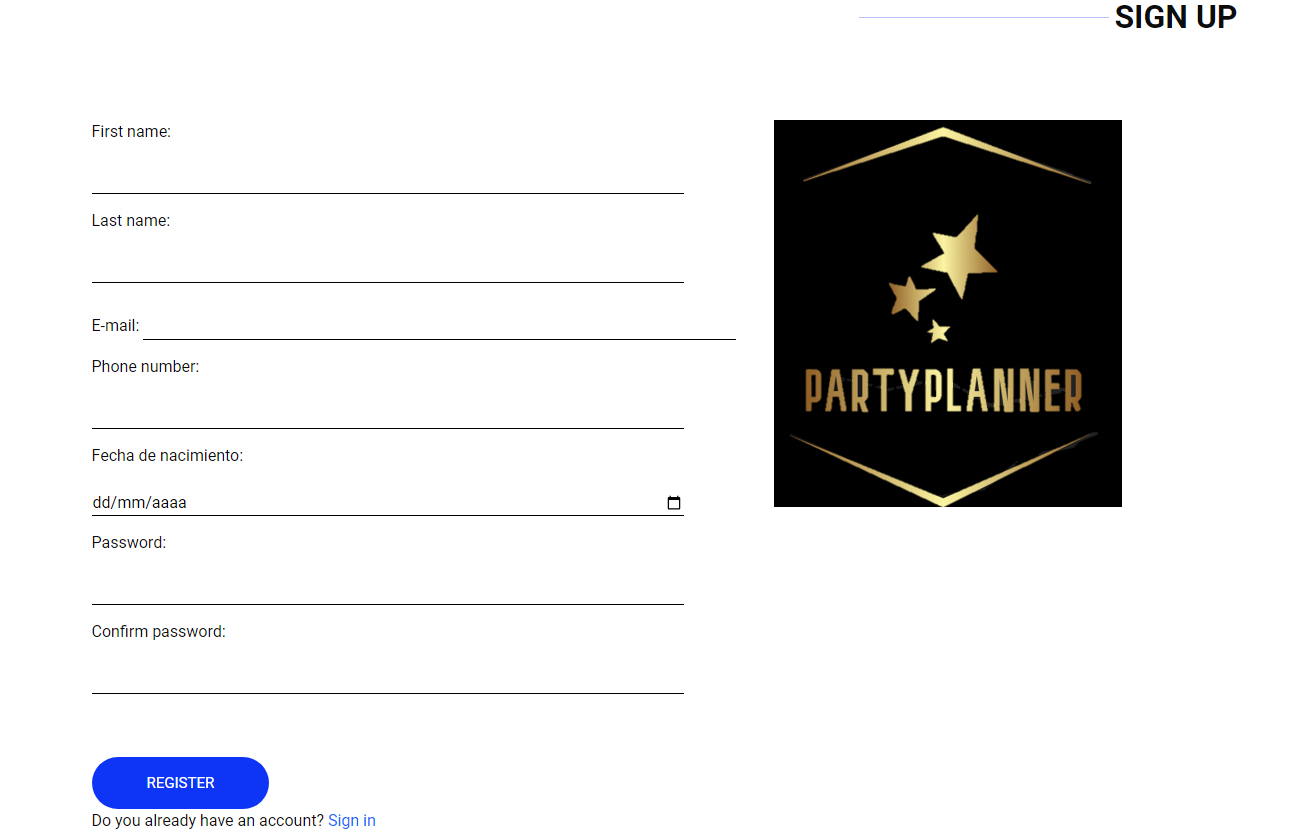 SIGN UP
First name:
Last name:
E-mail:
Phone number:
Fecha de nacimiento:
dd/mm/aaaa
Password:
Confirm password:
REGISTER
Do you already have an account? Sign in
PARTYPLANNER